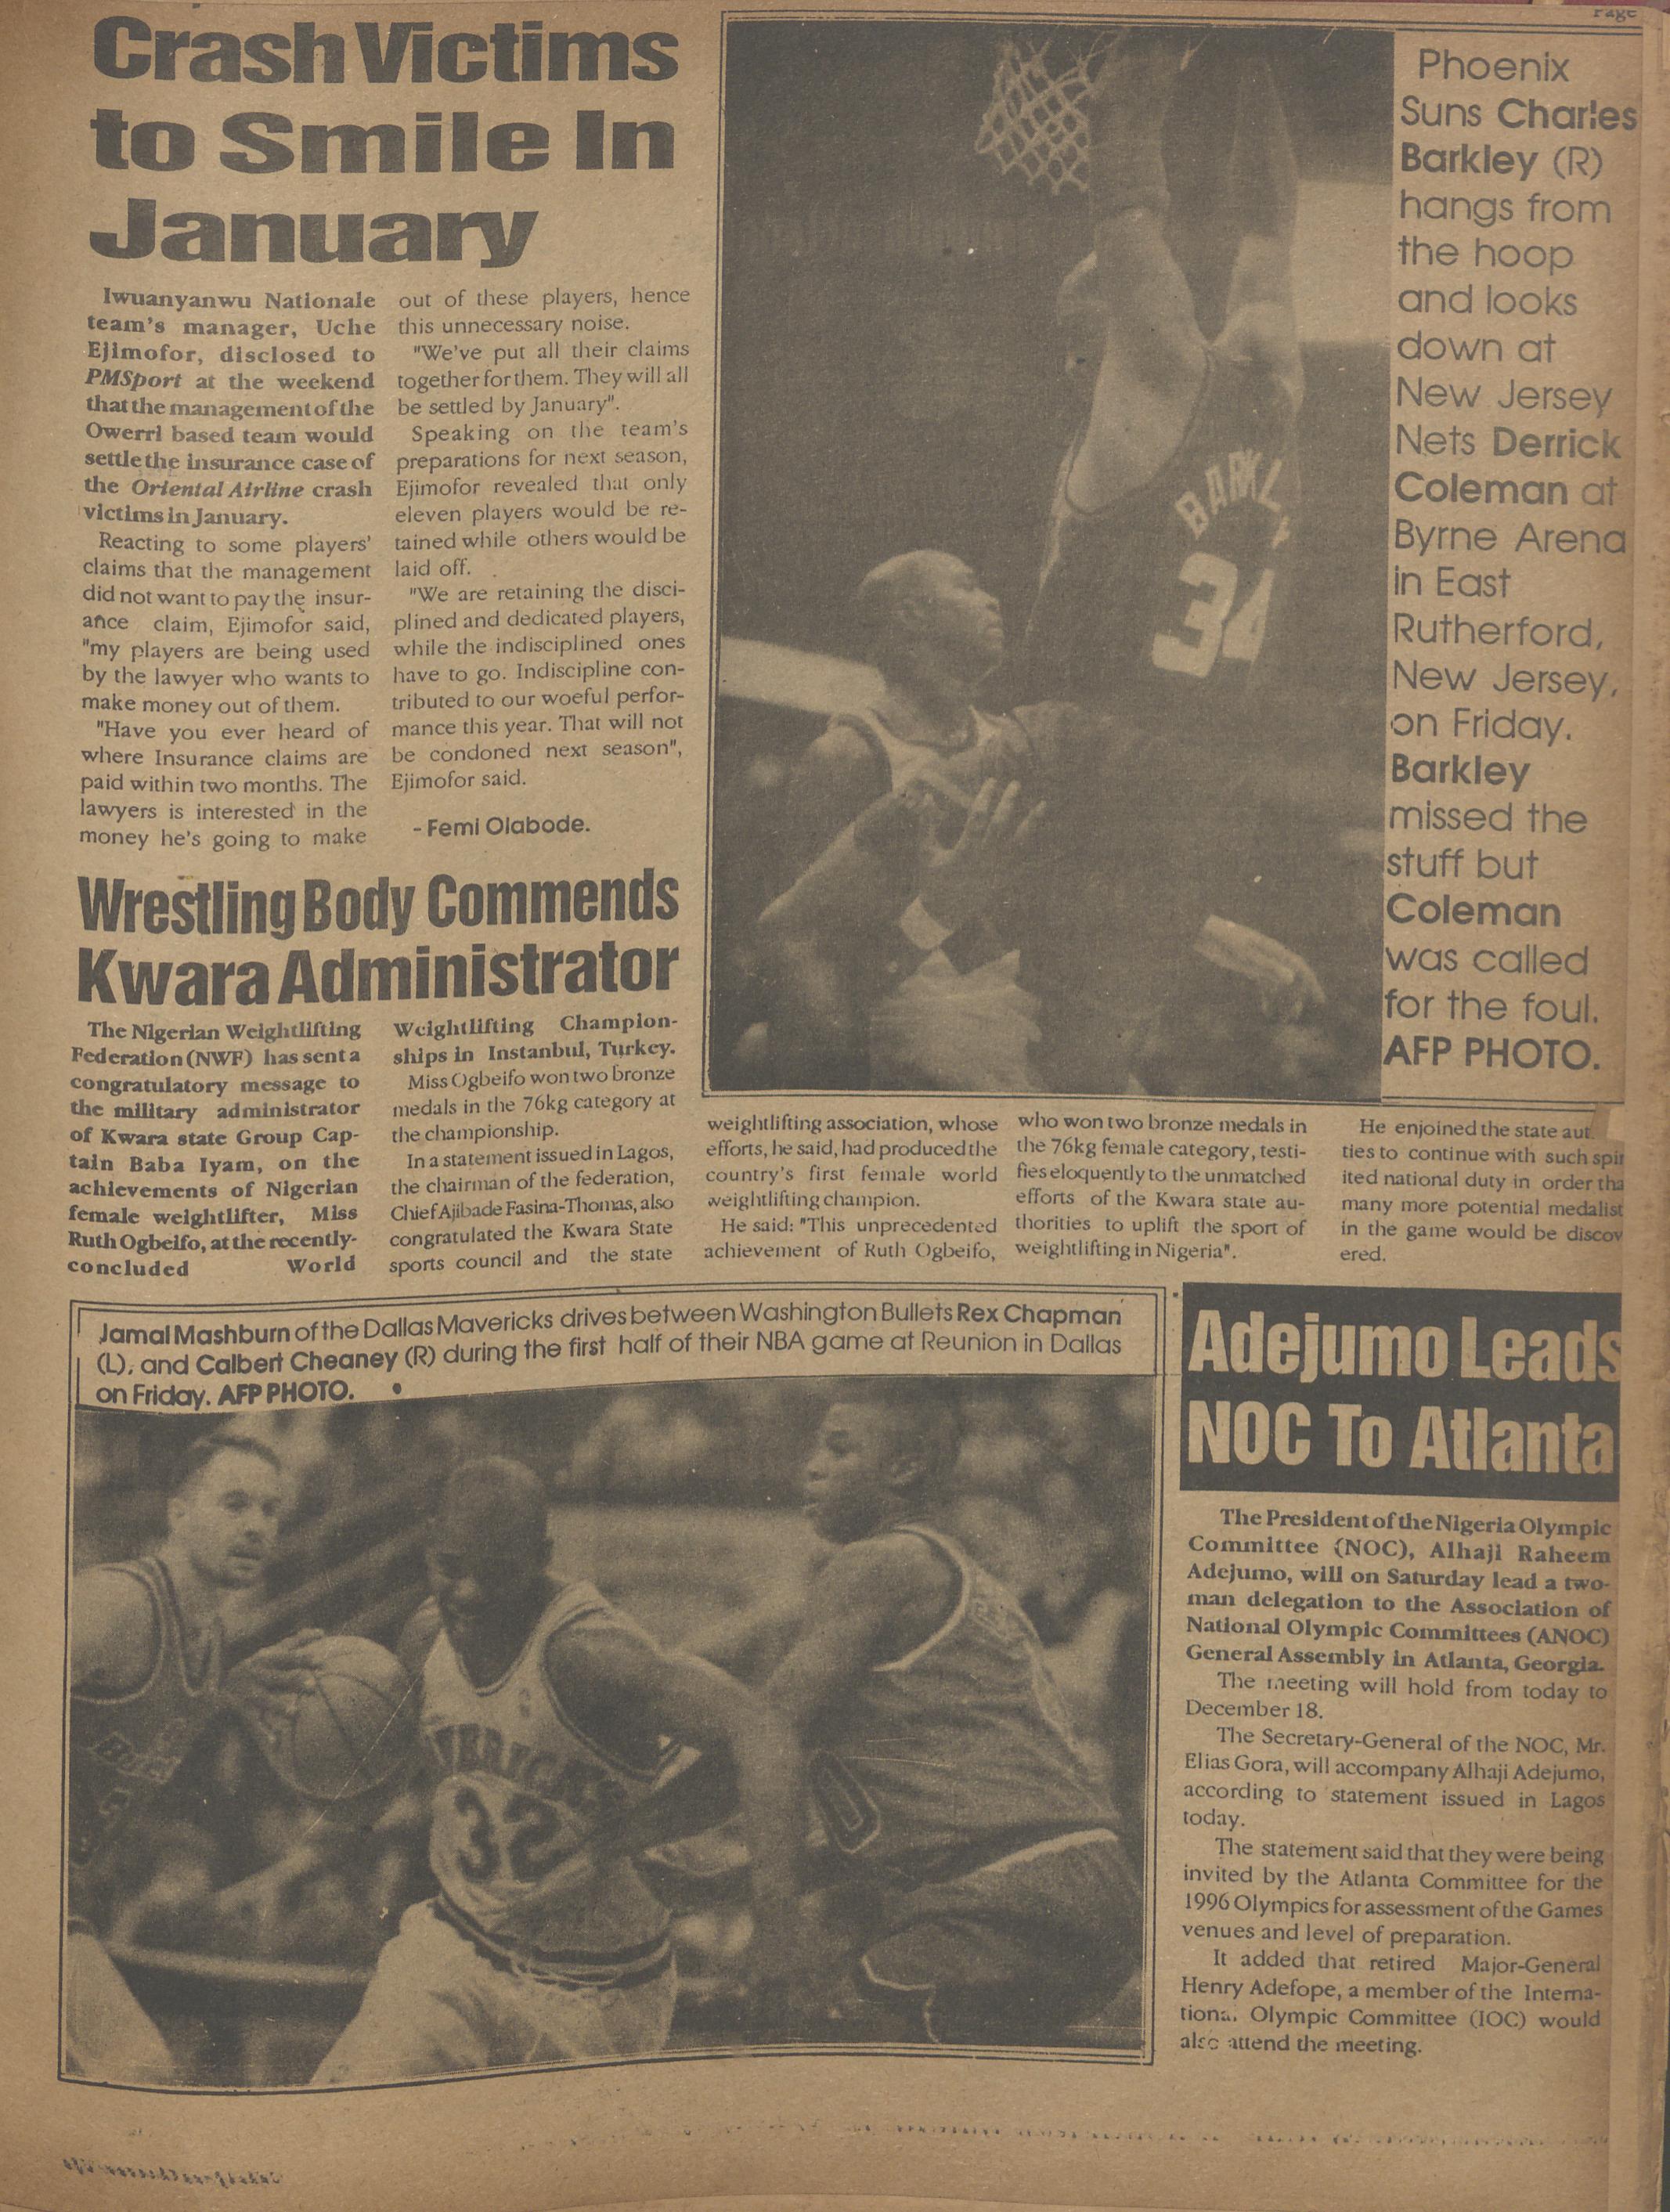 Page
Crash Victims
to Smile In
January
Iwuanyanwu Nationale
team's manager, Uche
Ejimofor, disclosed to
PMSport at the weekend
that the management of the
Owerri based team would
settle the insurance case of
the Oriental Airline crash
victims in January.
Reacting to some players'
claims that the management
did not want to pay the insur-
ance claim, Ejimofor said,
"my players are being used
by the lawyer who wants to
make money out of them.
"Have you ever heard of
where Insurance claims are
paid within two months. The
lawyers is interested in the
money he's going to make
out of these players, hence
this unnecessary noise.
"We've put all their claims
together for them. They will all
be settled by January".
Speaking on the team's
preparations for next season,
Ejimofor revealed that only
eleven players would be re-
tained while others would be
laid off.
"We are retaining the disci-
plined and dedicated players,
while the indisciplined ones
have to go. Indiscipline con-
tributed to our woeful perfor-
mance this year. That will not
be condoned next season",
Ejimofor said.
- Femi Olabode.
BARKL
34
Phoenix
Suns Charles
Barkley (R)
hangs from
the hoop
and looks
down at
New Jersey
Nets Derrick
Coleman at
Byrne Arena
in East
Rutherford,
New Jersey,
on Friday.
Barkley
missed the
stuff but
Coleman
was called
for the foul.
AFP PHOTO.
Wrestling Body Commends
Kwara Administrator
The Nigerian Weightlifting
Federation (NWF) has sent a
congratulatory message to
the military administrator
of Kwara state Group Cap-
tain Baba Iyam, on the
achievements of Nigerian
female weightlifter, Miss
Ruth Ogbeifo, at the recently-
concluded World
Weightlifting Champion-
ships in Instanbul, Turkey.
Miss Ogbeifo won two bronze
medals in the 76kg category at
the championship.
In a statement issued in Lagos,
the chairman of the federation,
Chief Ajibade Fasina-Thomas, also
congratulated the Kwara State
sports council and the state
weightlifting association, whose
efforts, he said, had produced the
country's first female world
weightlifting champion.
He said: "This unprecedented
achievement of Ruth Ogbeifo,
who won two bronze medals in
the 76kg female category, testi-
fies eloquently to the unmatched
efforts of the Kwara state au-
thorities to uplift the sport of
weightlifting in Nigeria".
He enjoined the state aut
ties to continue with such spir
ited national duty in order tha
many more potential medalist
in the game would be discov
ered.
Jamal Mashburn of the Dallas Mavericks drives between Washington Bullets Rex Chapman
(L), and Calbert Cheaney (R) during the first half of their NBA game at Reunion in Dallas
on Friday. AFP PHOTO.
32
Adejumo Leads
NOC To Atlanta
The President of the Nigeria Olympic
Committee (NOC), Alhaji Raheem
Adejumo, will on Saturday lead a two-
man delegation to the Association of
National Olympic Committees (ANOC)
General Assembly in Atlanta, Georgia.
The meeting will hold from today to
December 18.
The Secretary-General of the NOC, Mr.
Elias Gora, will accompany Alhaji Adejumo,
according to statement issued in Lagos
today.
The statement said that they were being
invited by the Atlanta Committee for the
1996 Olympics for assessment of the Games
venues and level of preparation.
It added that retired Major-General
Henry Adefope, a member of the Interna-
tional Olympic Committee (IOC) would
also attend the meeting.